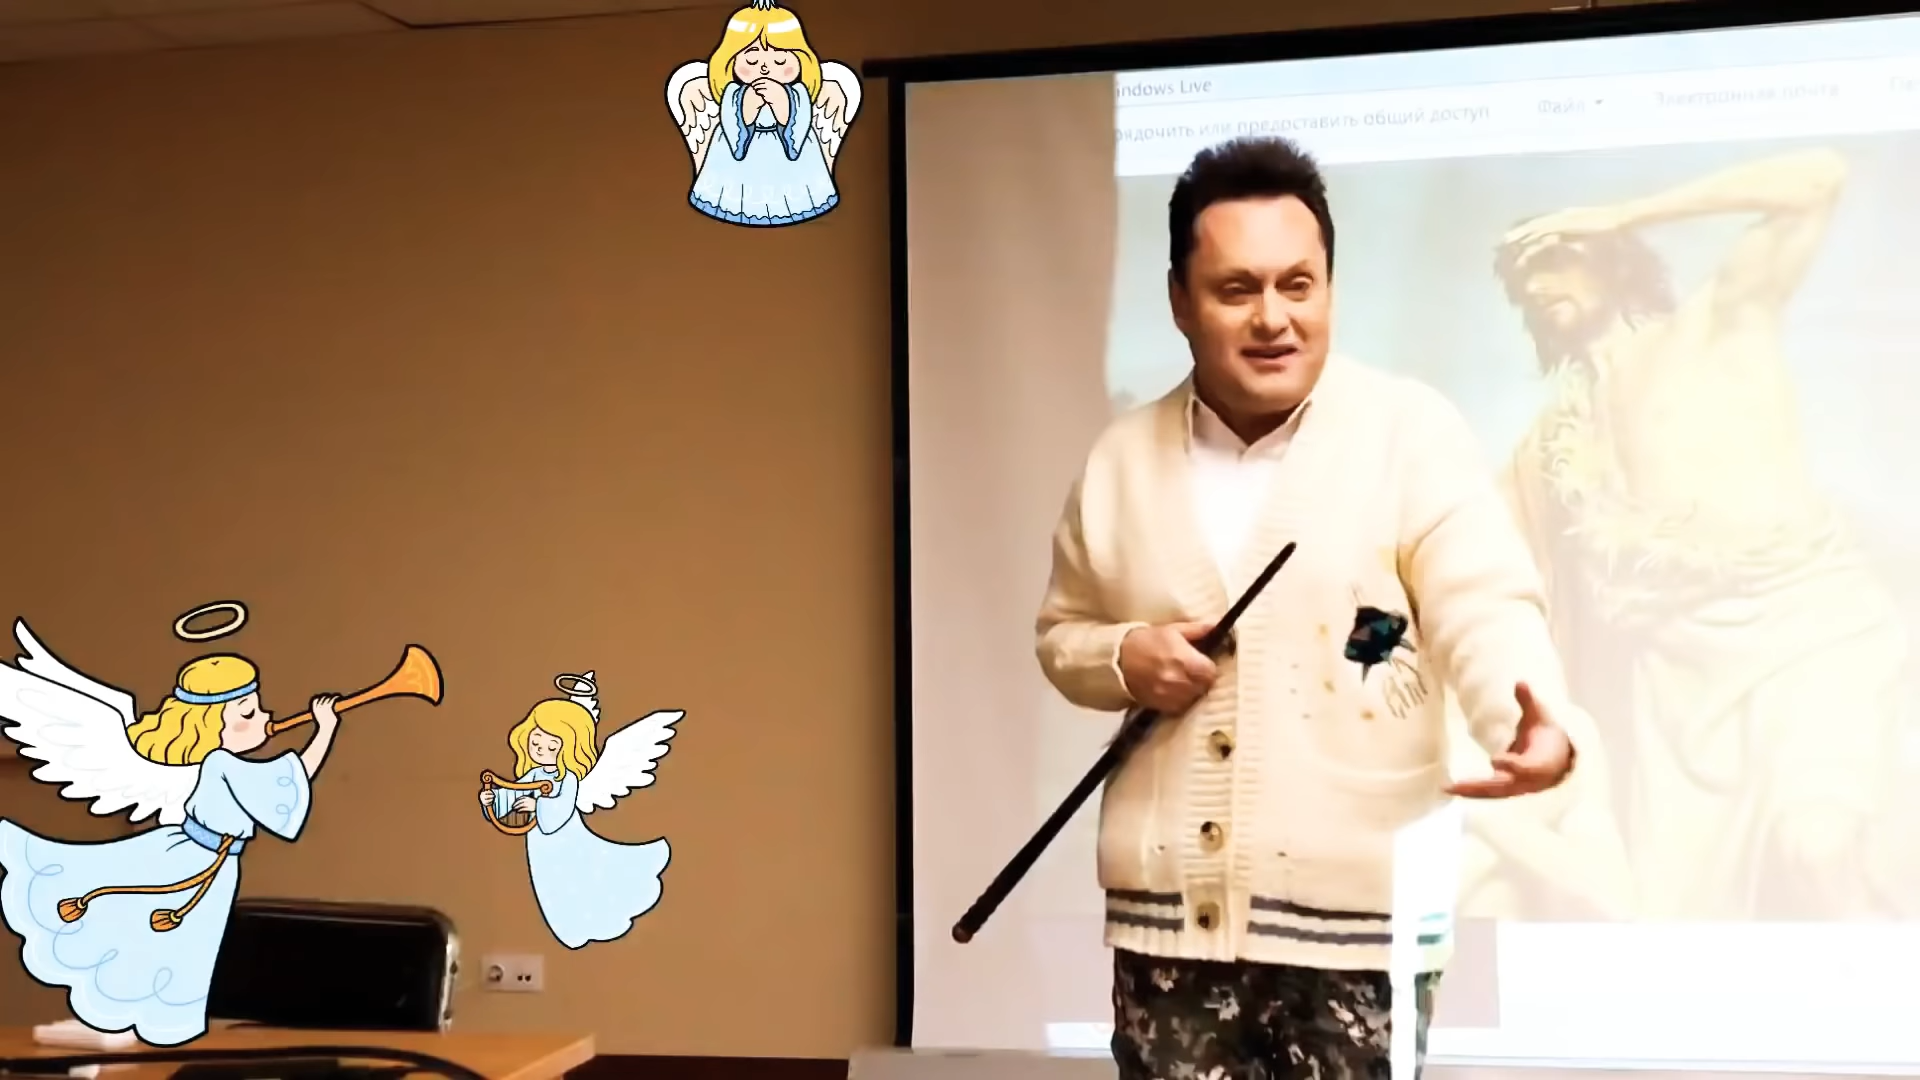 indows Live
рядочить или предоставить общий доступ
Файл
Электронная почта